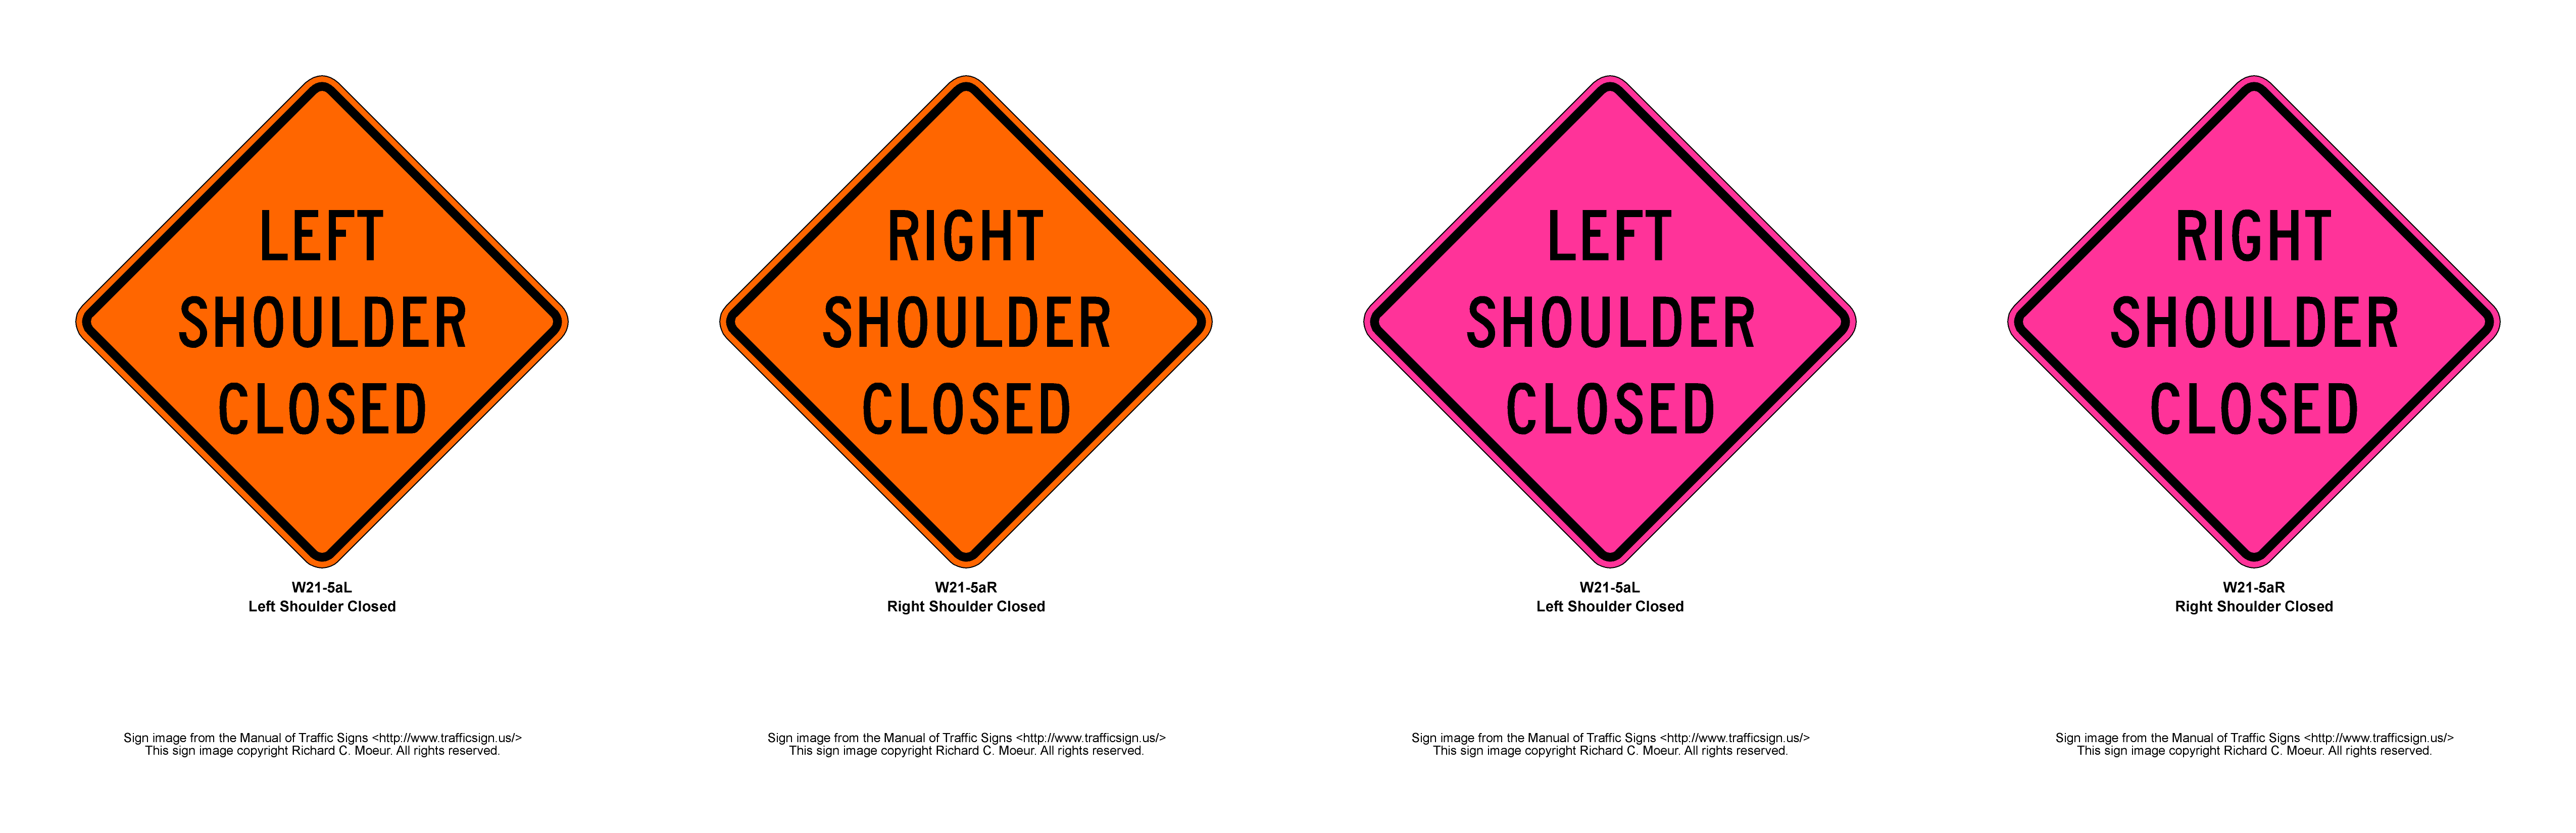 LEFT
SHOULDER
CLOSED
W21-5aL
Left Shoulder Closed
Sign image from the Manual of Traffic Signs <http://www.trafficsign.us/>
This sign image copyright Richard C. Moeur. All rights reserved.
RIGHT
SHOULDER
CLOSED
W21-5aR
Right Shoulder Closed
Sign image from the Manual of Traffic Signs <http://www.trafficsign.us/>
This sign image copyright Richard C. Moeur. All rights reserved.
LEFT
SHOULDER
CLOSED
W21-5aL
Left Shoulder Closed
Sign image from the Manual of Traffic Signs <http://www.trafficsign.us/>
This sign image copyright Richard C. Moeur. All rights reserved.
RIGHT
SHOULDER
CLOSED
W21-5aR
Right Shoulder Closed
Sign image from the Manual of Traffic Signs <http://www.trafficsign.us/>
This sign image copyright Richard C. Moeur. All rights reserved.